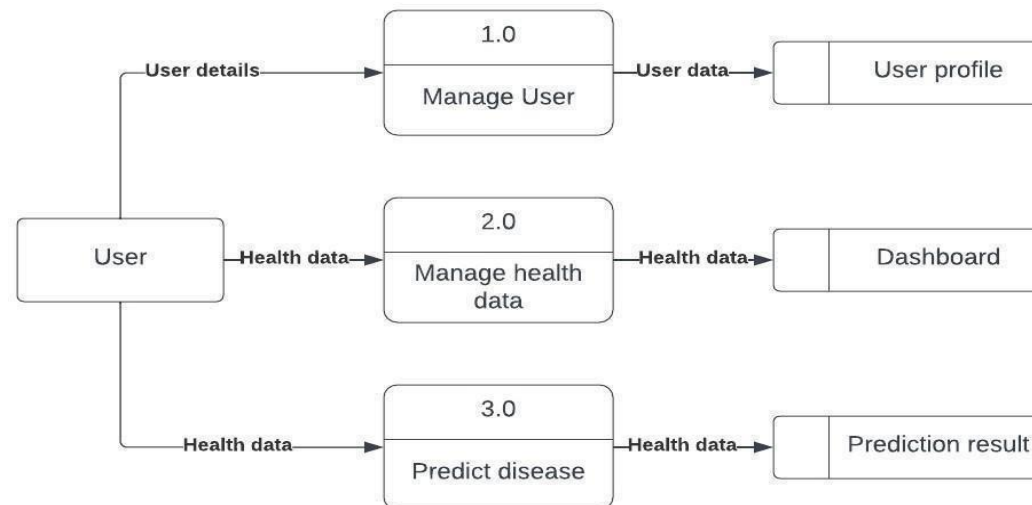 1.0
User details
Manage User
User data
User profile
User
Health data
2.0
Manage health
data
Health data
Dashboard
Health data
3.0
Predict disease
Health data
Prediction result